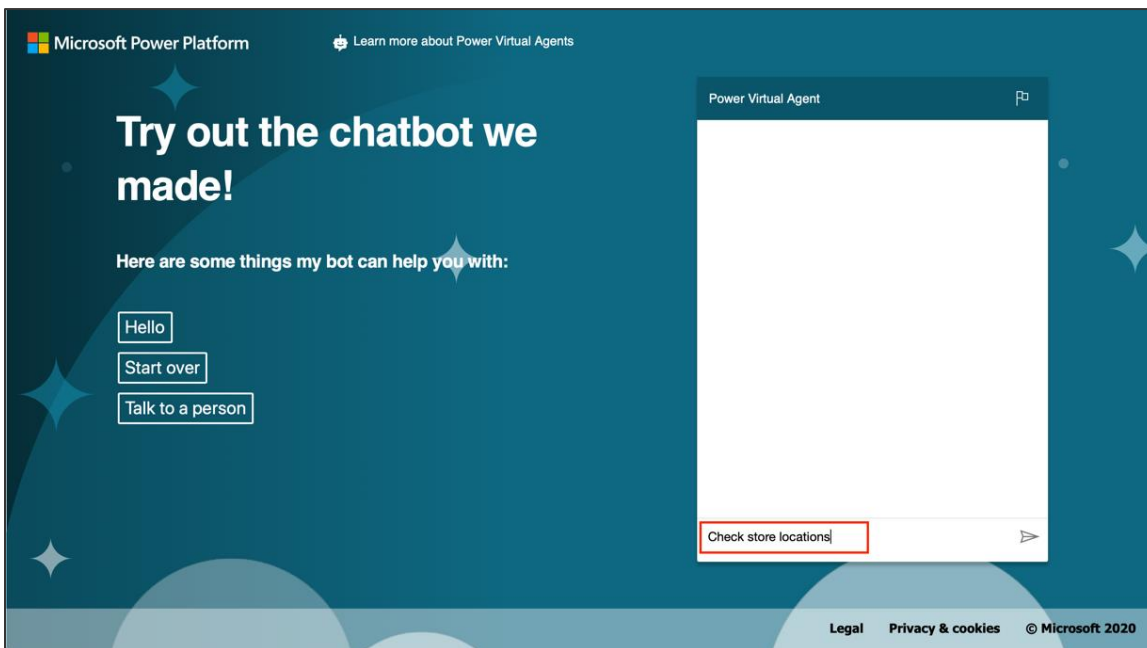 Microsoft Power Platform
Learn more about Power Virtual Agents
Try out the chatbot we
made!
Here are some things my bot can help you with:
Hello
Start over
Talk to a person
Power Virtual Agent
Check store locations
Legal Privacy & cookies © Microsoft 2020